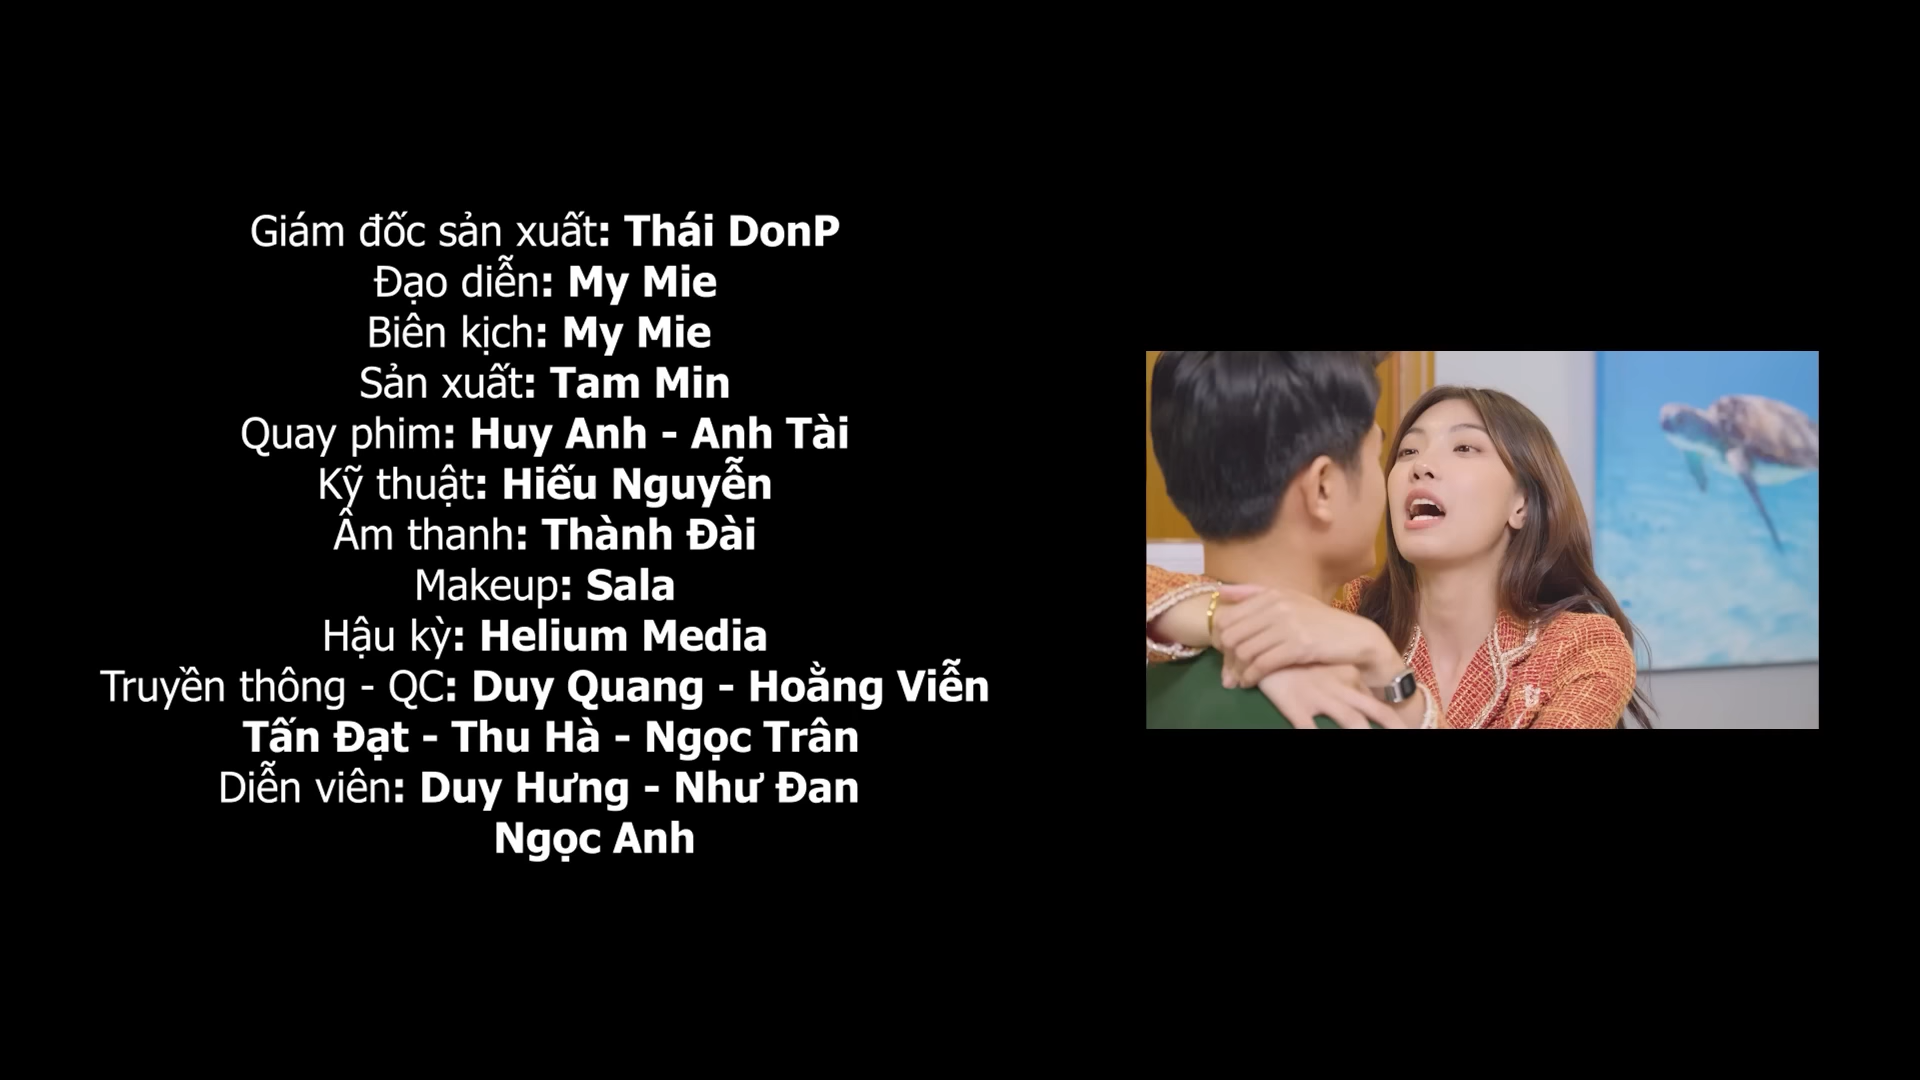 Giám đốc sản xuất: Thái DonP
Đạo diễn: My Mie
Biên kịch: My Mie
Sản xuất: Tam Min
Quay phim: Huy Anh - Anh Tài
Kỹ thuật: Hiếu Nguyễn
Âm thanh: Thành Đài
Makeup: Sala
Hậu kỳ: Helium Media
Truyền thông - QC: Duy Quang - Hoằng Viễn
Tấn Đạt - Thu Hà - Ngọc Trân
Diễn viên: Duy Hưng - Như Đan
Ngọc Anh